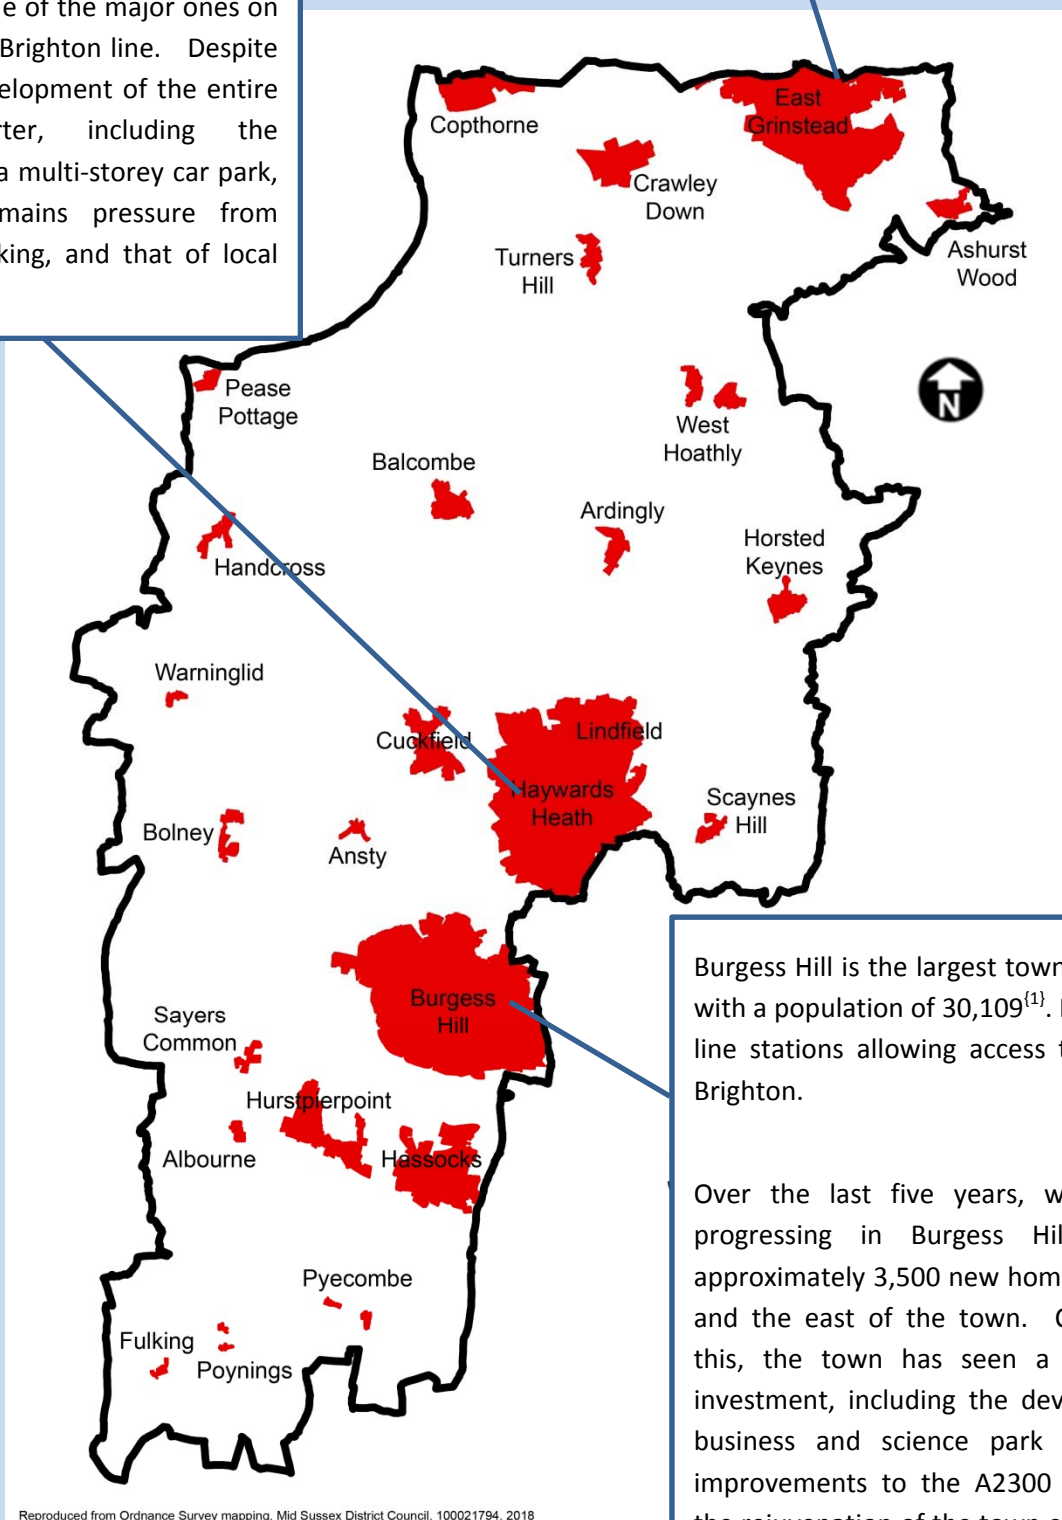 e of the major ones on
Brighton line. Despite
velopment of the entire
rter, including the
a multi-storey car park,
mains pressure from
king, and that of local
East
Grinstead
Copthorne
Crawley
Down
Ashurst
Wood
Turners
Hill
Pease
Pottage
N
West
Hoathly
Balcombe
Ardingly
Horsted
Keynes
Handcross
Warninglid
Cuckfield
Lindfield
Haywards
Heath
Scaynes
Hill
Bolney
Ansty
Burgess
Hill
Sayers
Common
Hurstpierpoint
Albourne
Hassocks
Pyecombe
Fulking
Poynings
Burgess Hill is the largest town
with a population of 30,109{1}.
line stations allowing access t
Brighton.
Over the last five years, w
progressing in Burgess Hil
approximately 3,500 new hom
and the east of the town.
this, the town has seen a
investment, including the dev
business and science park
improvements to the A2300
the rejuvenation of the town
Reproduced from Ordnance Survey mapping. Mid Sussex District Council. 100021794. 2018